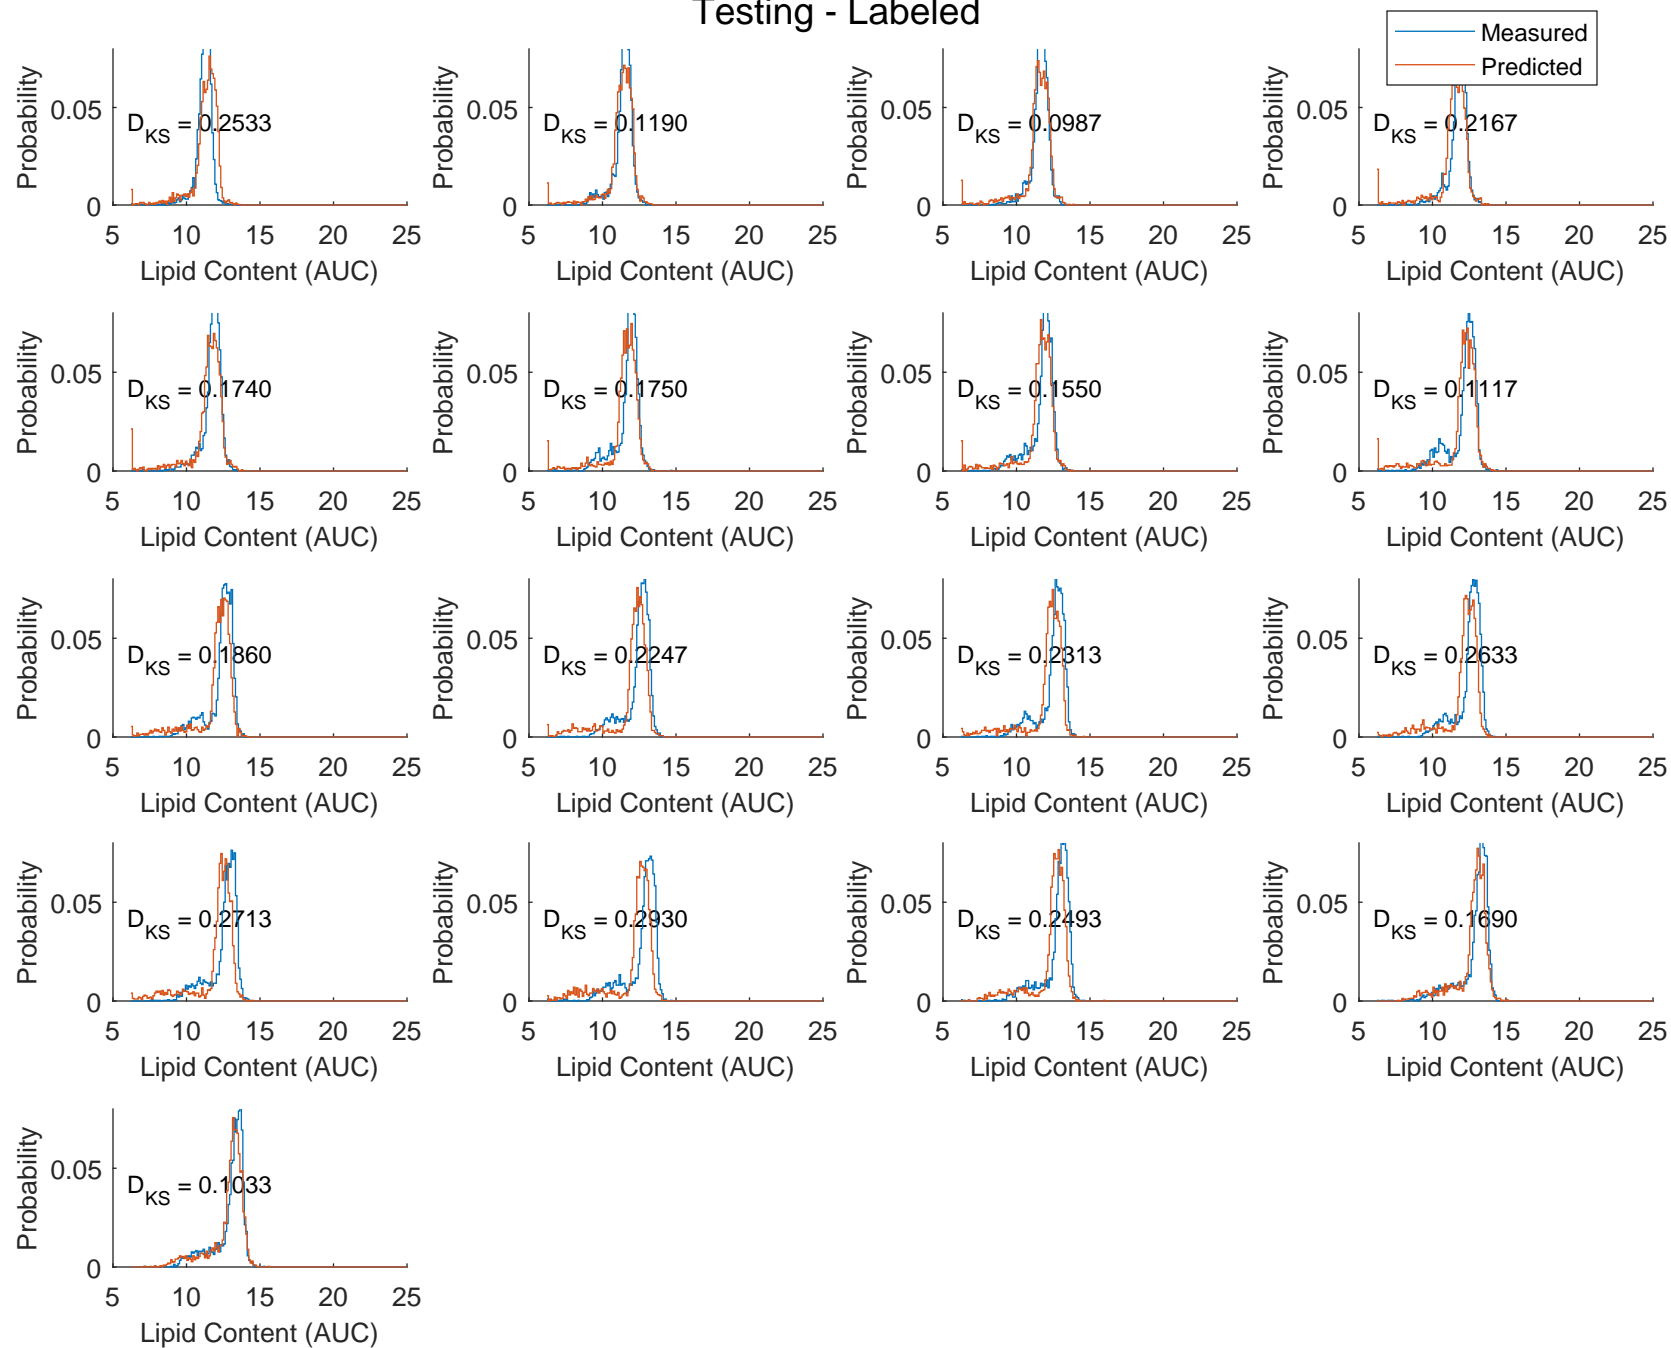 Testing - Labeled
Measured
Predicted
Probability
0.05
0
D_KS = 0.2533
5 10 15 20 25
Lipid Content (AUC)
Probability
0
D_KS = 0.1190
5 10 15 20 25
Lipid Content (AUC)
Probability
0.05
0
D_KS = 0.0987
5 10 15 20 25
Lipid Content (AUC)
Probability
0.05
0
D_KS = 0.2167
5 10 15 20 25
Lipid Content (AUC)
Probability
0.05
0
D_KS = 0.1740
5 10 15 20 25
Lipid Content (AUC)
Probability
0.05
0
D_KS = 0.1750
5 10 15 20 25
Lipid Content (AUC)
Probability
0.05
0
D_KS = 0.1550
5 10 15 20 25
Lipid Content (AUC)
Probability
0.05
0
D_KS = 0.1117
5 10 15 20 25
Lipid Content (AUC)
Probability
0.05
0
D_KS = 0.1860
5 10 15 20 25
Lipid Content (AUC)
Probability
0.05
0
D_KS = 0.2247
5 10 15 20 25
Lipid Content (AUC)
Probability
0.05
0
D_KS = 0.2313
5 10 15 20 25
Lipid Content (AUC)
Probability
0.05
0
D_KS = 0.2633
5 10 15 20 25
Lipid Content (AUC)
Probability
0.05
0
D_KS = 0.2713
5 10 15 20 25
Lipid Content (AUC)
Probability
0.05
0
D_KS = 0.2930
5 10 15 20 25
Lipid Content (AUC)
Probability
0.05
0
D_KS = 0.2493
5 10 15 20 25
Lipid Content (AUC)
Probability
0.05
0
D_KS = 0.1690
5 10 15 20 25
Lipid Content (AUC)
Probability
0.05
0
D_KS = 0.1033
5 10 15 20 25
Lipid Content (AUC)